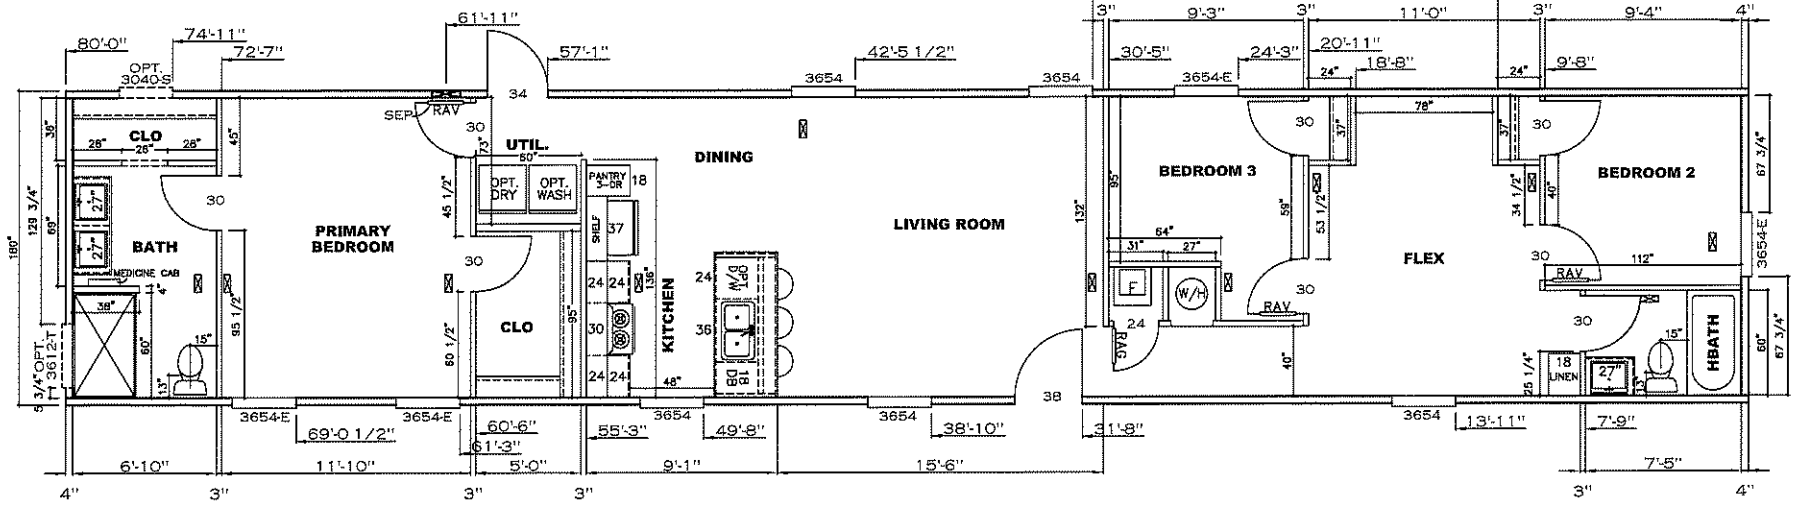 3" 9'-3" 3" 11'-0" 3" 9'-4" 4"
61'-11"
80'-0" 74'-11" 72'-7" 57'-1" 42'-5 1/2" 30'-5" 24'-3" 20'-11" 18'-8" 9'-8"
OPT.
3040-S
3654 3654 3654-E 24" 24"
34
SEP RAV
78"
38" CLO 45" 30 73" 30 37" 37" 30
28" 28" 28"
UTIL.
60"
DINING
BEDROOM 3
BEDROOM 2
67 3/4"
OPT. DRY
OPT. WASH
PANTRY
3-DR
18
95"
180"
129 3/4"
69"
27"
27"
30
45 1/2"
SHELF
37
132"
59"
53 1/2"
34 1/2"
40"
BATH
PRIMARY
BEDROOM
LIVING ROOM
64"
31" 27"
3654-E
MEDICINE CAB
4"
30
24 24
136"
24
OPT D/W
FLEX
30
112"
RAV
38"
95 1/2"
60 1/2"
CLO
95"
30
KITCHEN
36
F
W/H
30
RAV
24
RAG
30
OPT.
3612-T
60"
15"
13"
24 24
18 DB
48"
40"
15"
HBATH
60"
67 3/4"
25 1/4"
18
LINEN
27"
13"
5 3/4"
38
3654-E 3654-E 3654 3654 3654
69'-0 1/2" 60'-6" 55'-3" 49'-8" 38'-10" 31'-8" 13'-11" 7'-9"
61'-3"
6'-10" 11'-10" 5'-0" 9'-1" 15'-6" 7'-5"
4" 3" 3" 3" 3" 4"